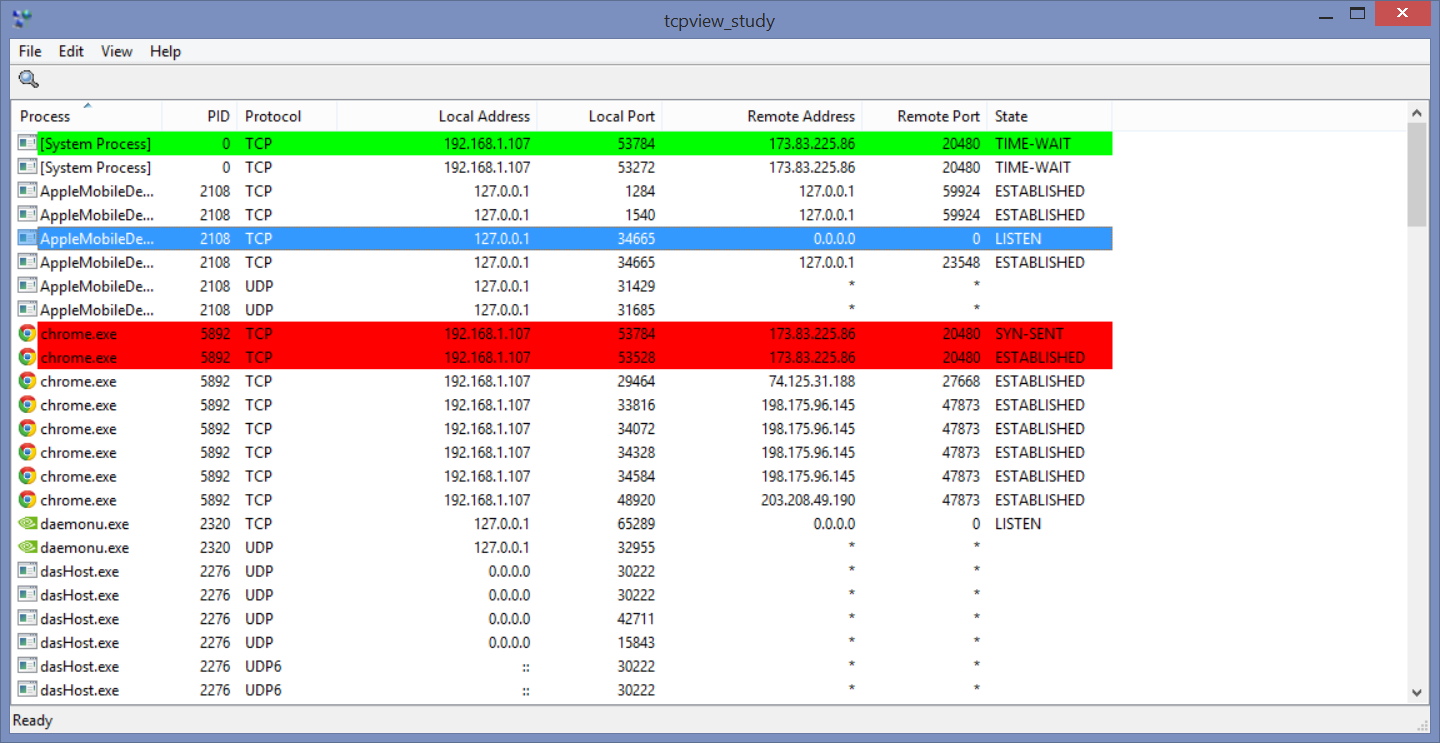 tcpview_study
File Edit View Help
Process PID Protocol Local Address Local Port Remote Address Remote Port State
[System Process] 0 TCP 192.168.1.107 53784 173.83.225.86 20480 TIME-WAIT
[System Process] 0 TCP 192.168.1.107 53272 173.83.225.86 20480 TIME-WAIT
AppleMobileDe... 2108 TCP 127.0.0.1 1284 127.0.0.1 59924 ESTABLISHED
AppleMobileDe... 2108 TCP 127.0.0.1 1540 127.0.0.1 59924 ESTABLISHED
AppleMobileDe... 2108 TCP 127.0.0.1 34665 0.0.0.0 0 LISTEN
AppleMobileDe... 2108 TCP 127.0.0.1 34665 127.0.0.1 23548 ESTABLISHED
AppleMobileDe... 2108 UDP 127.0.0.1 31429 * *
AppleMobileDe... 2108 UDP 127.0.0.1 31685 * *
chrome.exe 5892 TCP 192.168.1.107 53784 173.83.225.86 20480 SYN-SENT
chrome.exe 5892 TCP 192.168.1.107 53528 173.83.225.86 20480 ESTABLISHED
chrome.exe 5892 TCP 192.168.1.107 29464 74.125.31.188 27668 ESTABLISHED
chrome.exe 5892 TCP 192.168.1.107 33816 198.175.96.145 47873 ESTABLISHED
chrome.exe 5892 TCP 192.168.1.107 34072 198.175.96.145 47873 ESTABLISHED
chrome.exe 5892 TCP 192.168.1.107 34328 198.175.96.145 47873 ESTABLISHED
chrome.exe 5892 TCP 192.168.1.107 34584 198.175.96.145 47873 ESTABLISHED
chrome.exe 5892 TCP 192.168.1.107 48920 203.208.49.190 47873 ESTABLISHED
daemonu.exe 2320 TCP 127.0.0.1 65289 0.0.0.0 0 LISTEN
daemonu.exe 2320 UDP 127.0.0.1 32955 * *
dasHost.exe 2276 UDP 0.0.0.0 30222 * *
dasHost.exe 2276 UDP 0.0.0.0 30222 * *
dasHost.exe 2276 UDP 0.0.0.0 42711 * *
dasHost.exe 2276 UDP 0.0.0.0 15843 * *
dasHost.exe 2276 UDP6 :: 30222 * *
dasHost.exe 2276 UDP6 :: 30222 * *
Ready